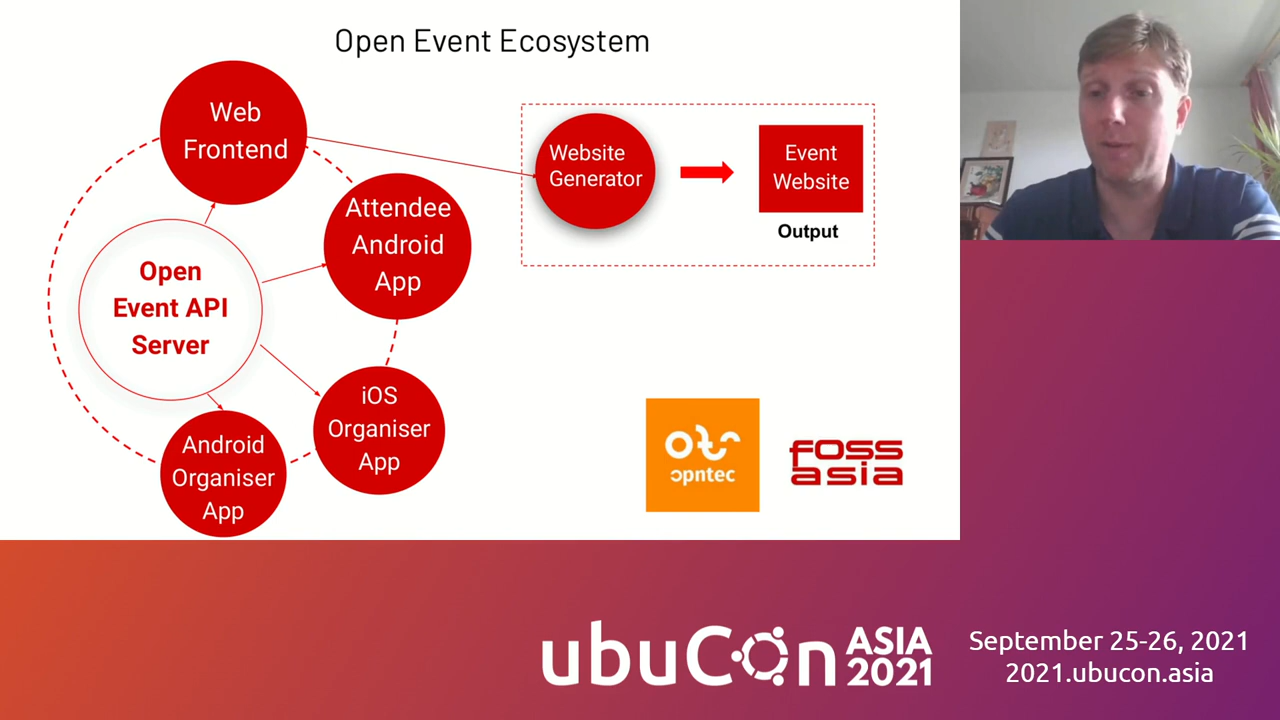 Open Event Ecosystem
Web
Frontend
Attendee
Android
App
Open
Event API
Server
iOS
Organiser
App
Android
Organiser
App
Website
Generator
Event
Website
Output
opntec
FOSS
asia
ubuCon
ASIA
2021
September 25-26, 2021
2021.ubucon.asia